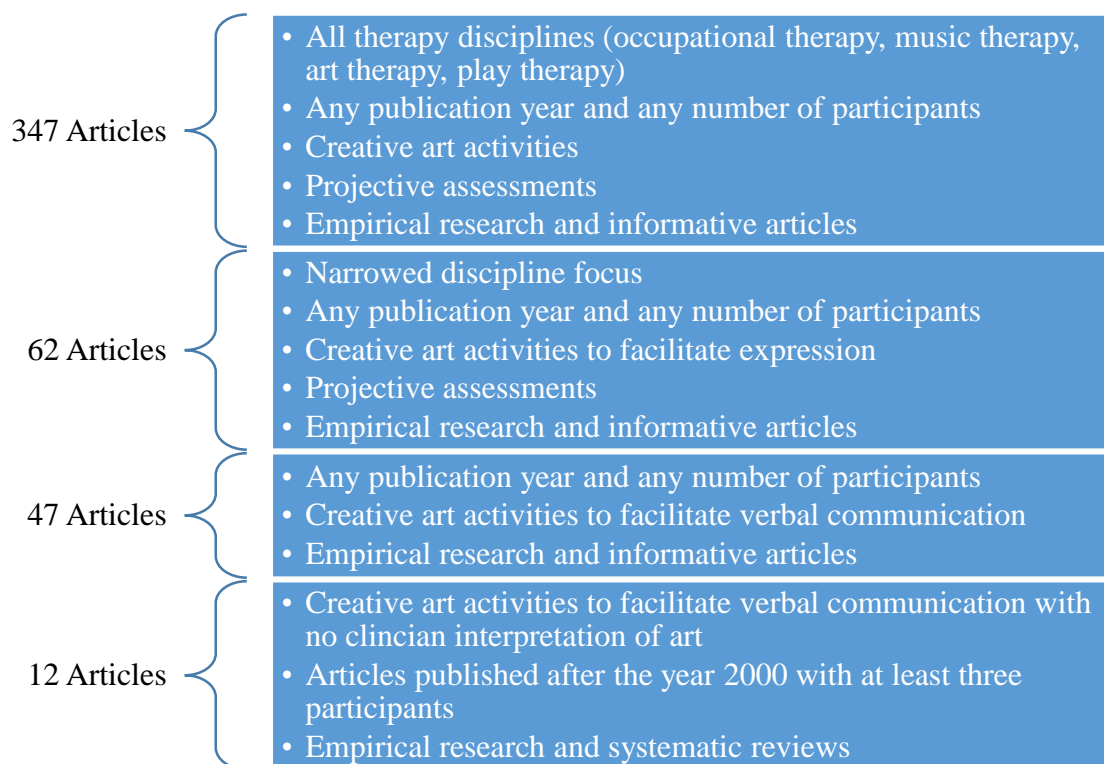 347 Articles
• All therapy disciplines (occupational therapy, music therapy,
art therapy, play therapy)
• Any publication year and any number of participants
• Creative art activities
• Projective assessments
• Empirical research and informative articles
62 Articles
• Narrowed discipline focus
• Any publication year and any number of participants
• Creative art activities to facilitate expression
• Projective assessments
• Empirical research and informative articles
47 Articles
• Any publication year and any number of participants
• Creative art activities to facilitate verbal communication
• Empirical research and informative articles
12 Articles
• Creative art activities to facilitate verbal communication with
no clincian interpretation of art
• Articles published after the year 2000 with at least three
participants
• Empirical research and systematic reviews